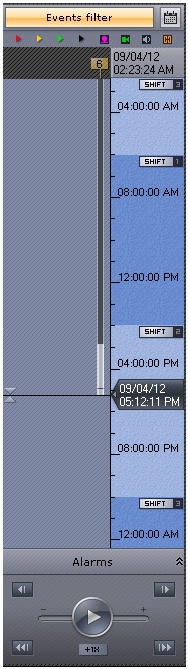 Events filter
6
09/04/12
02:23:24 AM
SHIFT 3
04:00:00 AM
SHIFT 1
08:00:00 AM
12:00:00 PM
SHIFT 2
04:00:00 PM
09/04/12
05:12:11 PM
08:00:00 PM
SHIFT 3
12:00:00 AM
Alarms
- +
+1x